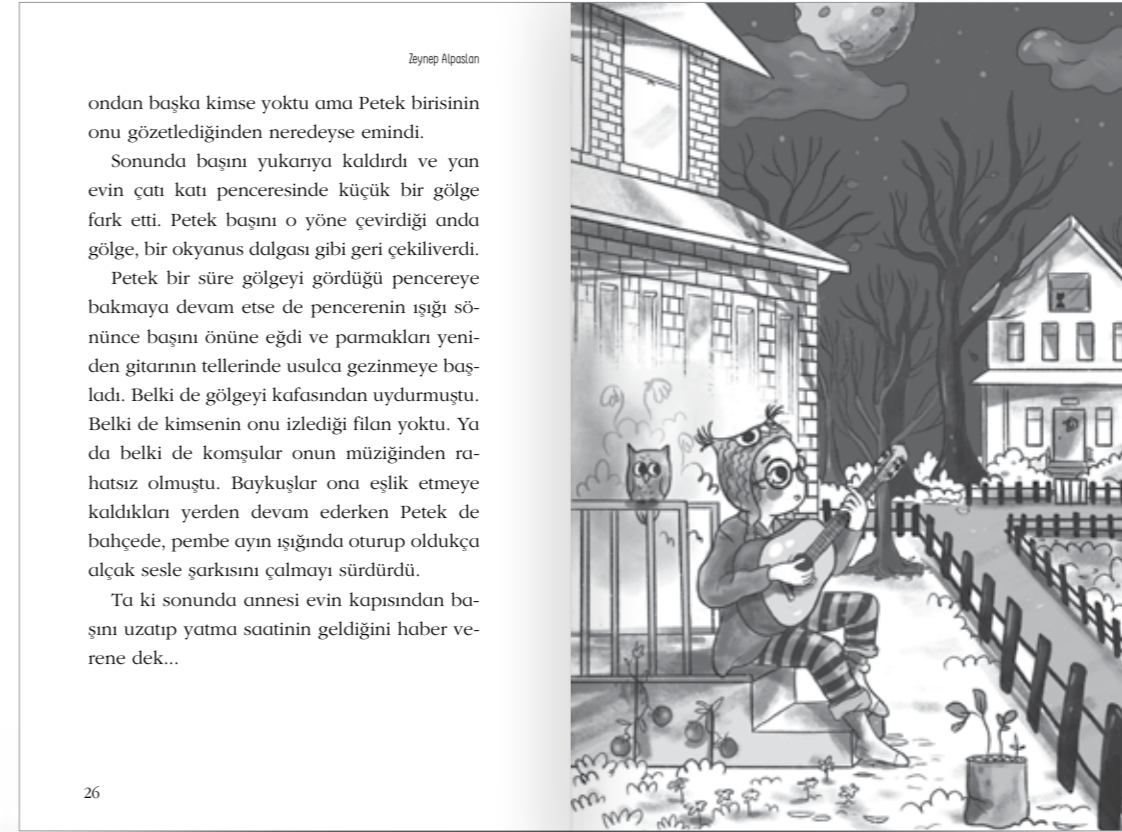 Zeynep Alpaslan
ondan başka kimse yoktu ama Petek birisinin
onu gözetlediğinden neredeyse emindi.
Sonunda başını yukarıya kaldırdı ve yan
evin çatı katı penceresinde küçük bir gölge
fark etti. Petek başını o yöne çevirdiği anda
gölge, bir okyanus dalgası gibi geri çekiliverdi.
Petek bir süre gölgeyi gördüğü pencereye
bakmaya devam etse de pencerenin ışığı sö-
nünce başını önüne eğdi ve parmakları yeni-
den gitarının tellerinde usulca gezinmeye baş-
ladı. Belki de gölgeyi kafasından uydurmuştu.
Belki de kimsenin onu izlediği filan yoktu. Ya
da belki de komşular onun müziğinden ra-
hatsız olmuştu. Baykuşlar ona eşlik etmeye
kaldıkları yerden devam ederken Petek de
bahçede, pembe ayın ışığında oturup oldukça
alçak sesle şarkısını çalmayı sürdürdü.
Ta ki sonunda annesi evin kapısından ba-
şını uzatıp yatma saatinin geldiğini haber ve-
rene dek...
26